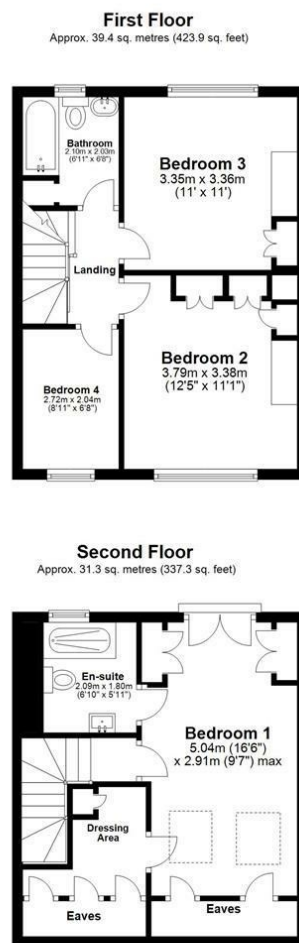 First Floor
Approx. 39.4 sq. metres (423.9 sq. feet)
Bathroom
2.10m x 2.03m
(6'11" x 6'8")
Bedroom 3
3.35m x 3.36m
(11' x 11')
Landing
Bedroom 2
3.79m x 3.38m
(12'5" x 11'1")
Bedroom 4
2.72m x 2.04m
(8'11" x 6'8")
Second Floor
Approx. 31.3 sq. metres (337.3 sq. feet)
En-suite
2.09m x 1.80m
(6'10" x 5'11")
Bedroom 1
5.04m (16'6")
x 2.91m (9'7") max
Dressing
Area
Eaves
Eaves